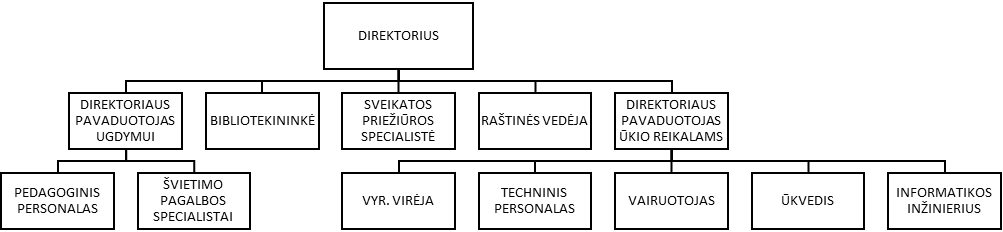 DIREKTORIUS
DIREKTORIAUS
PAVADUOTOJAS
UGDYMUI
BIBLIOTEKININKĖ
SVEIKATOS
PRIEŽIŪROS
SPECIALISTĖ
RAŠTINĖS VEDĖJA
DIREKTORIAUS
PAVADUOTOJAS
ŪKIO REIKALAMS
PEDAGOGINIS
PERSONALAS
ŠVIETIMO
PAGALBOS
SPECIALISTAI
VYR. VIRĖJA
TECHNINIS
PERSONALAS
VAIRUOTOJAS
ŪKVEDIS
INFORMATIKOS
INŽINIERIUS